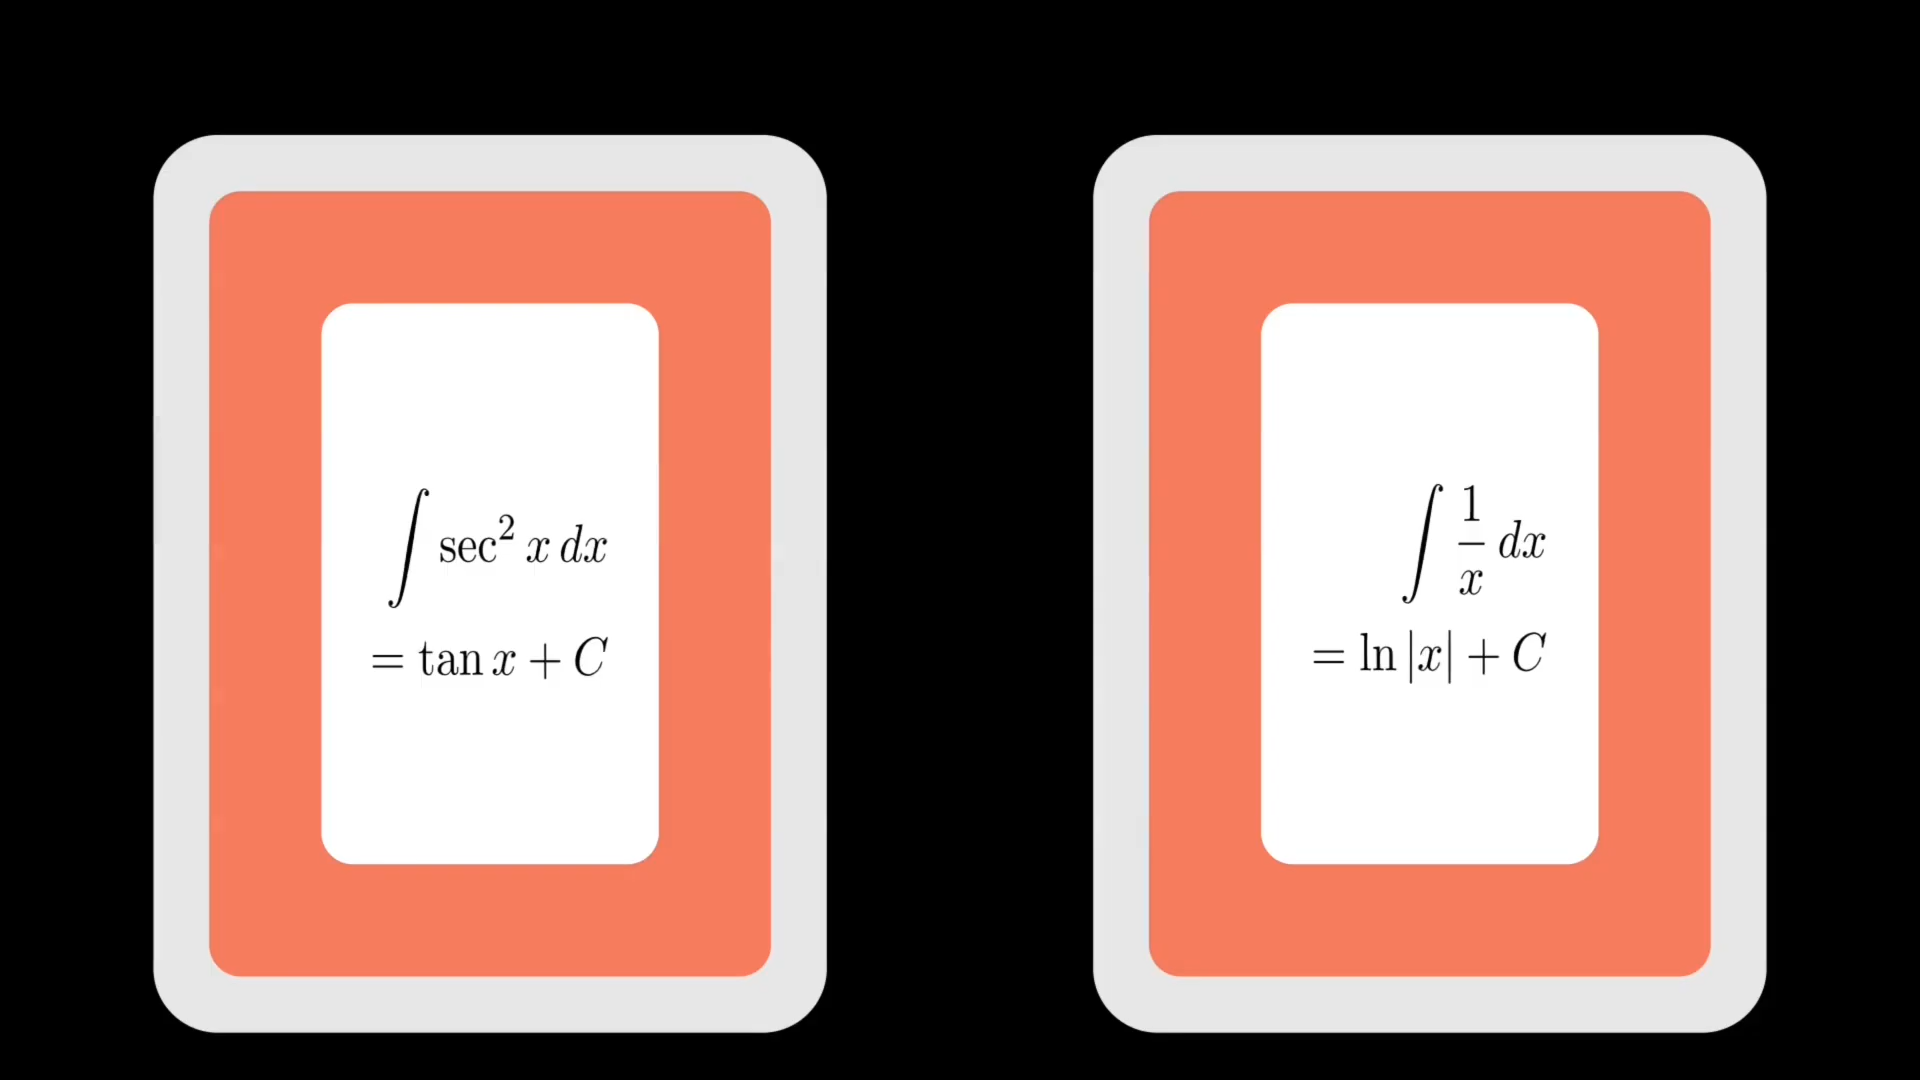 ∫ sec² x dx
= tan x + C
∫ 1/x dx
= ln |x| + C